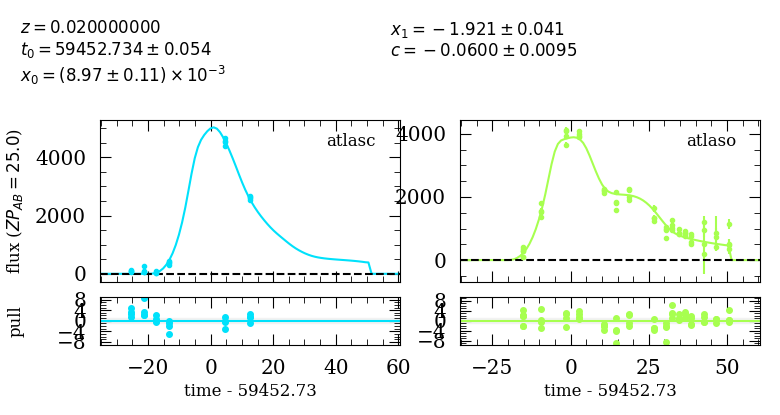 z = 0.020000000
t₀ = 59452.734 ± 0.054
x₀ = (8.97 ± 0.11) × 10⁻³
x₁ = −1.921 ± 0.041
c = −0.0600 ± 0.0095
flux (ZP_AB = 25.0)
4000
2000
0
atlasc
4000
2000
0
atlaso
pull
8
4
0
−4
−8
8
4
0
−4
−8
−20 0 20 40 60
−25 0 25 50
time - 59452.73
time - 59452.73